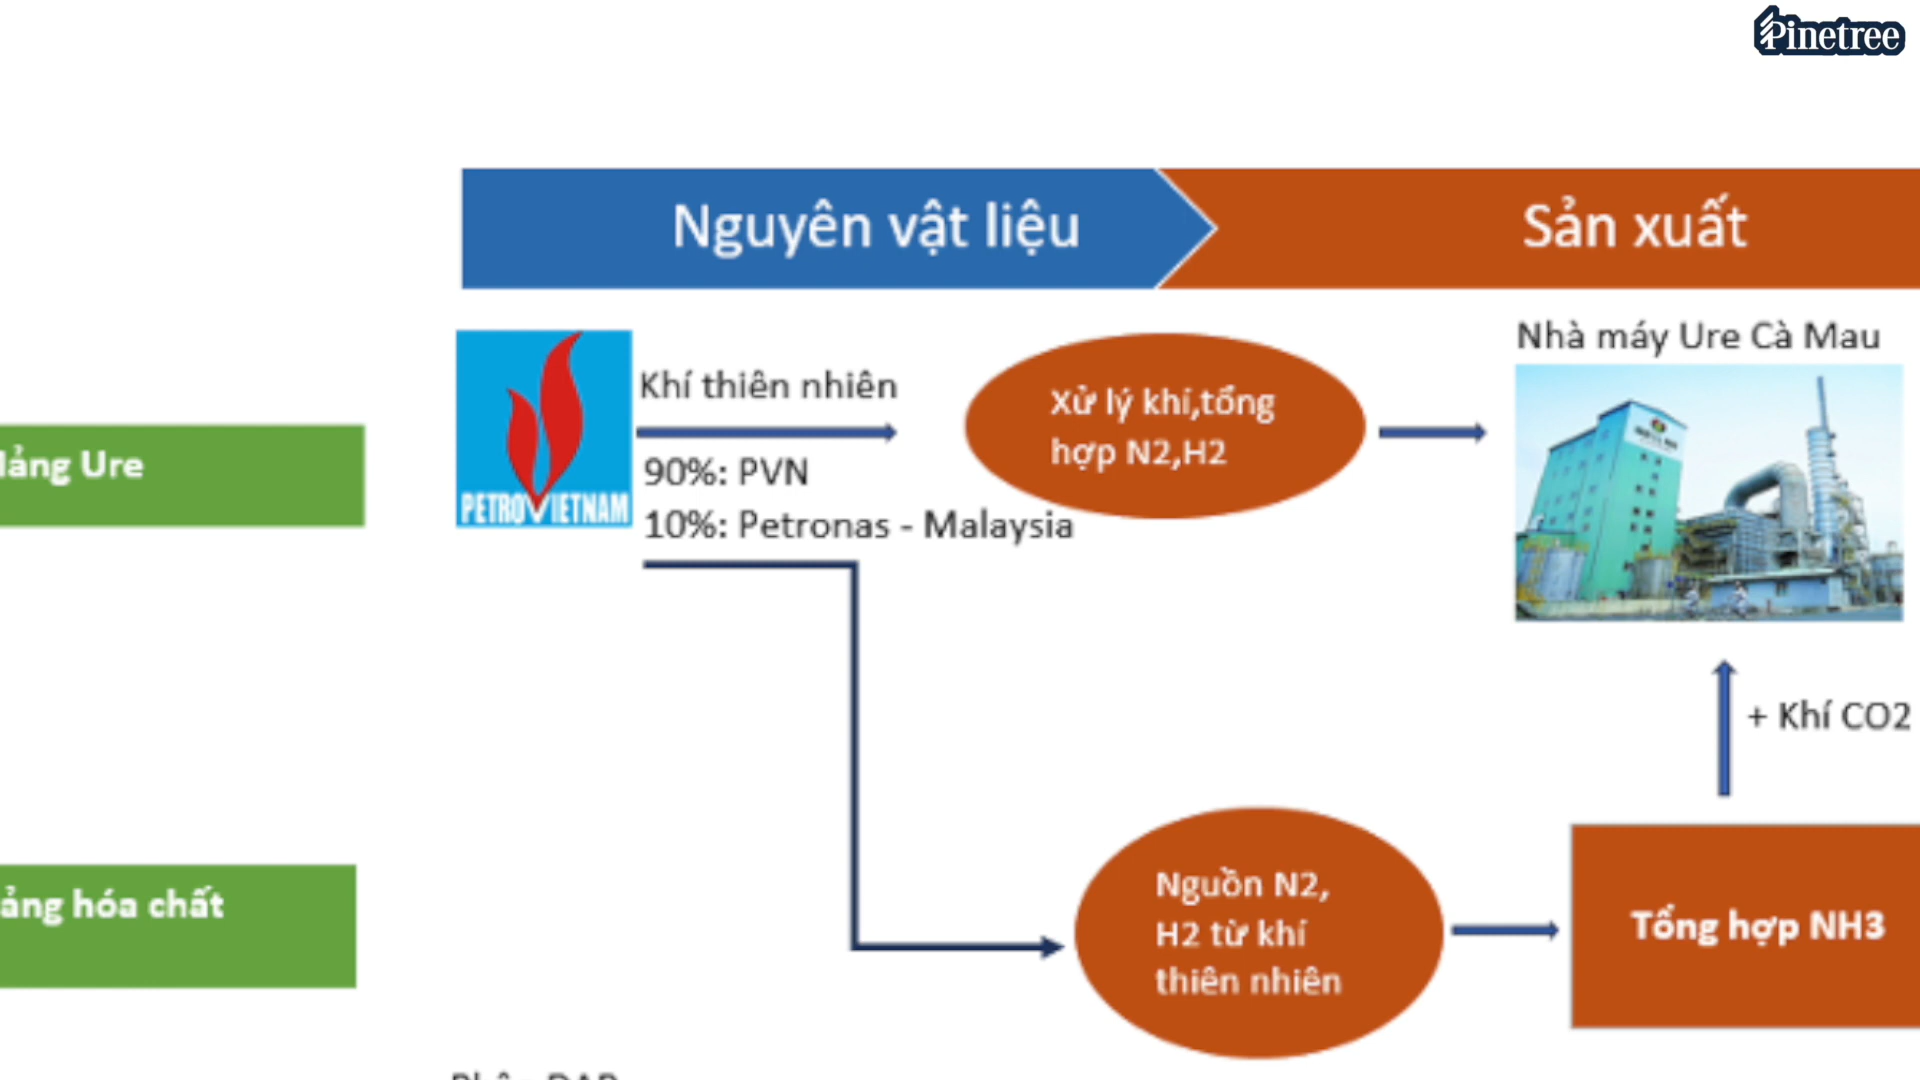 Pinetree
Nguyên vật liệu
Sản xuất
Nhà máy Ure Cà Mau
Khí thiên nhiên
90%: PVN
10%: Petronas - Malaysia
PETROVIETNAM
Xử lý khí,tổng
hợp N2,H2
Ure
+ Khí CO2
hóa chất
Nguồn N2,
H2 từ khí
thiên nhiên
Tổng hợp NH3